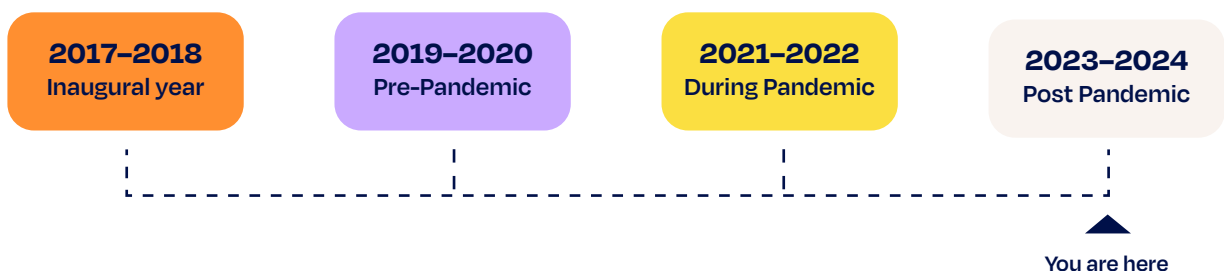 2017–2018
Inaugural year
2019–2020
Pre-Pandemic
2021–2022
During Pandemic
2023–2024
Post Pandemic
You are here